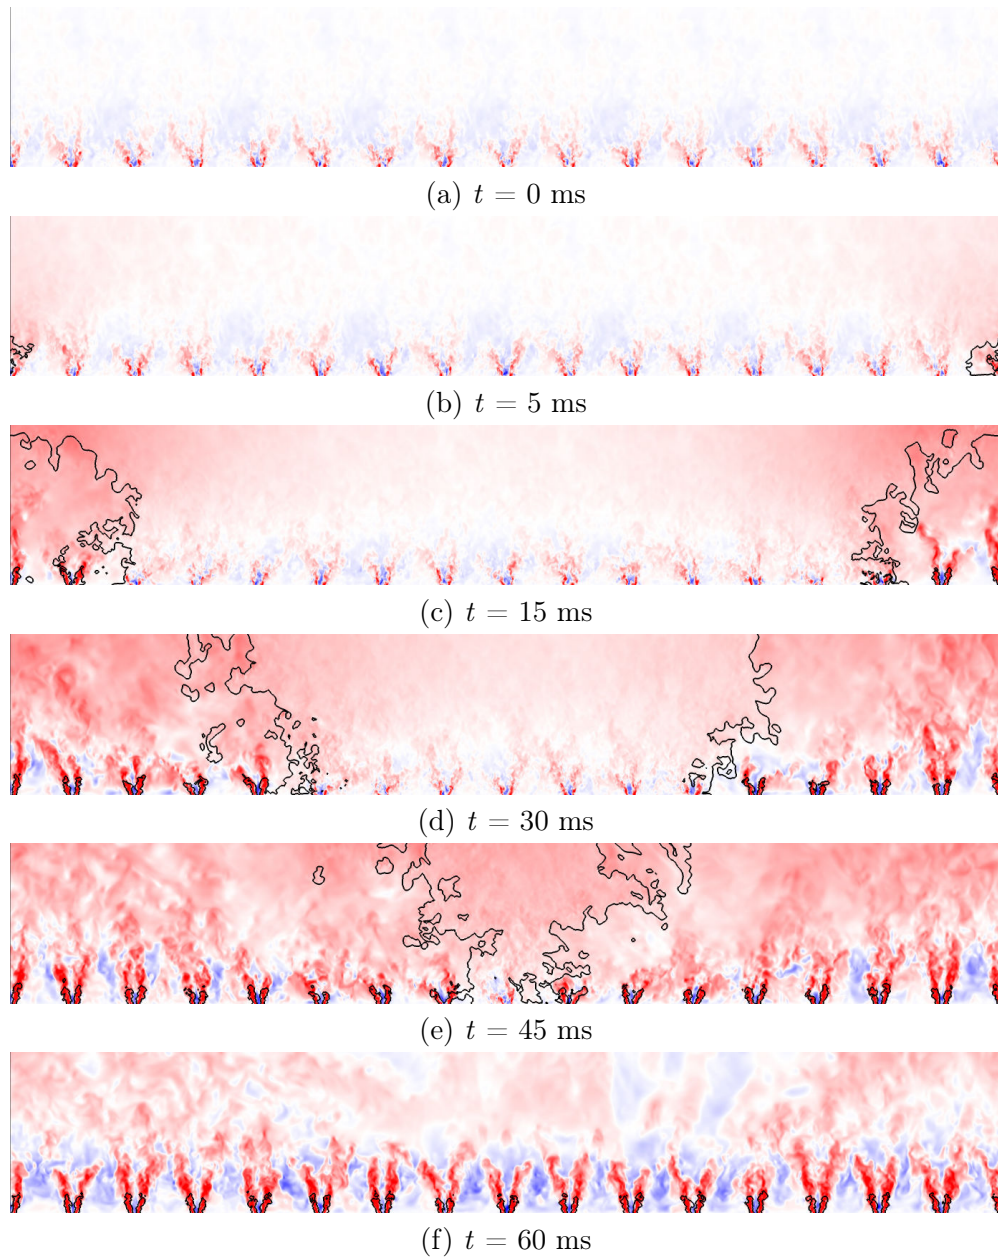 (a) t = 0 ms
(b) t = 5 ms
(c) t = 15 ms
(d) t = 30 ms
(e) t = 45 ms
(f) t = 60 ms